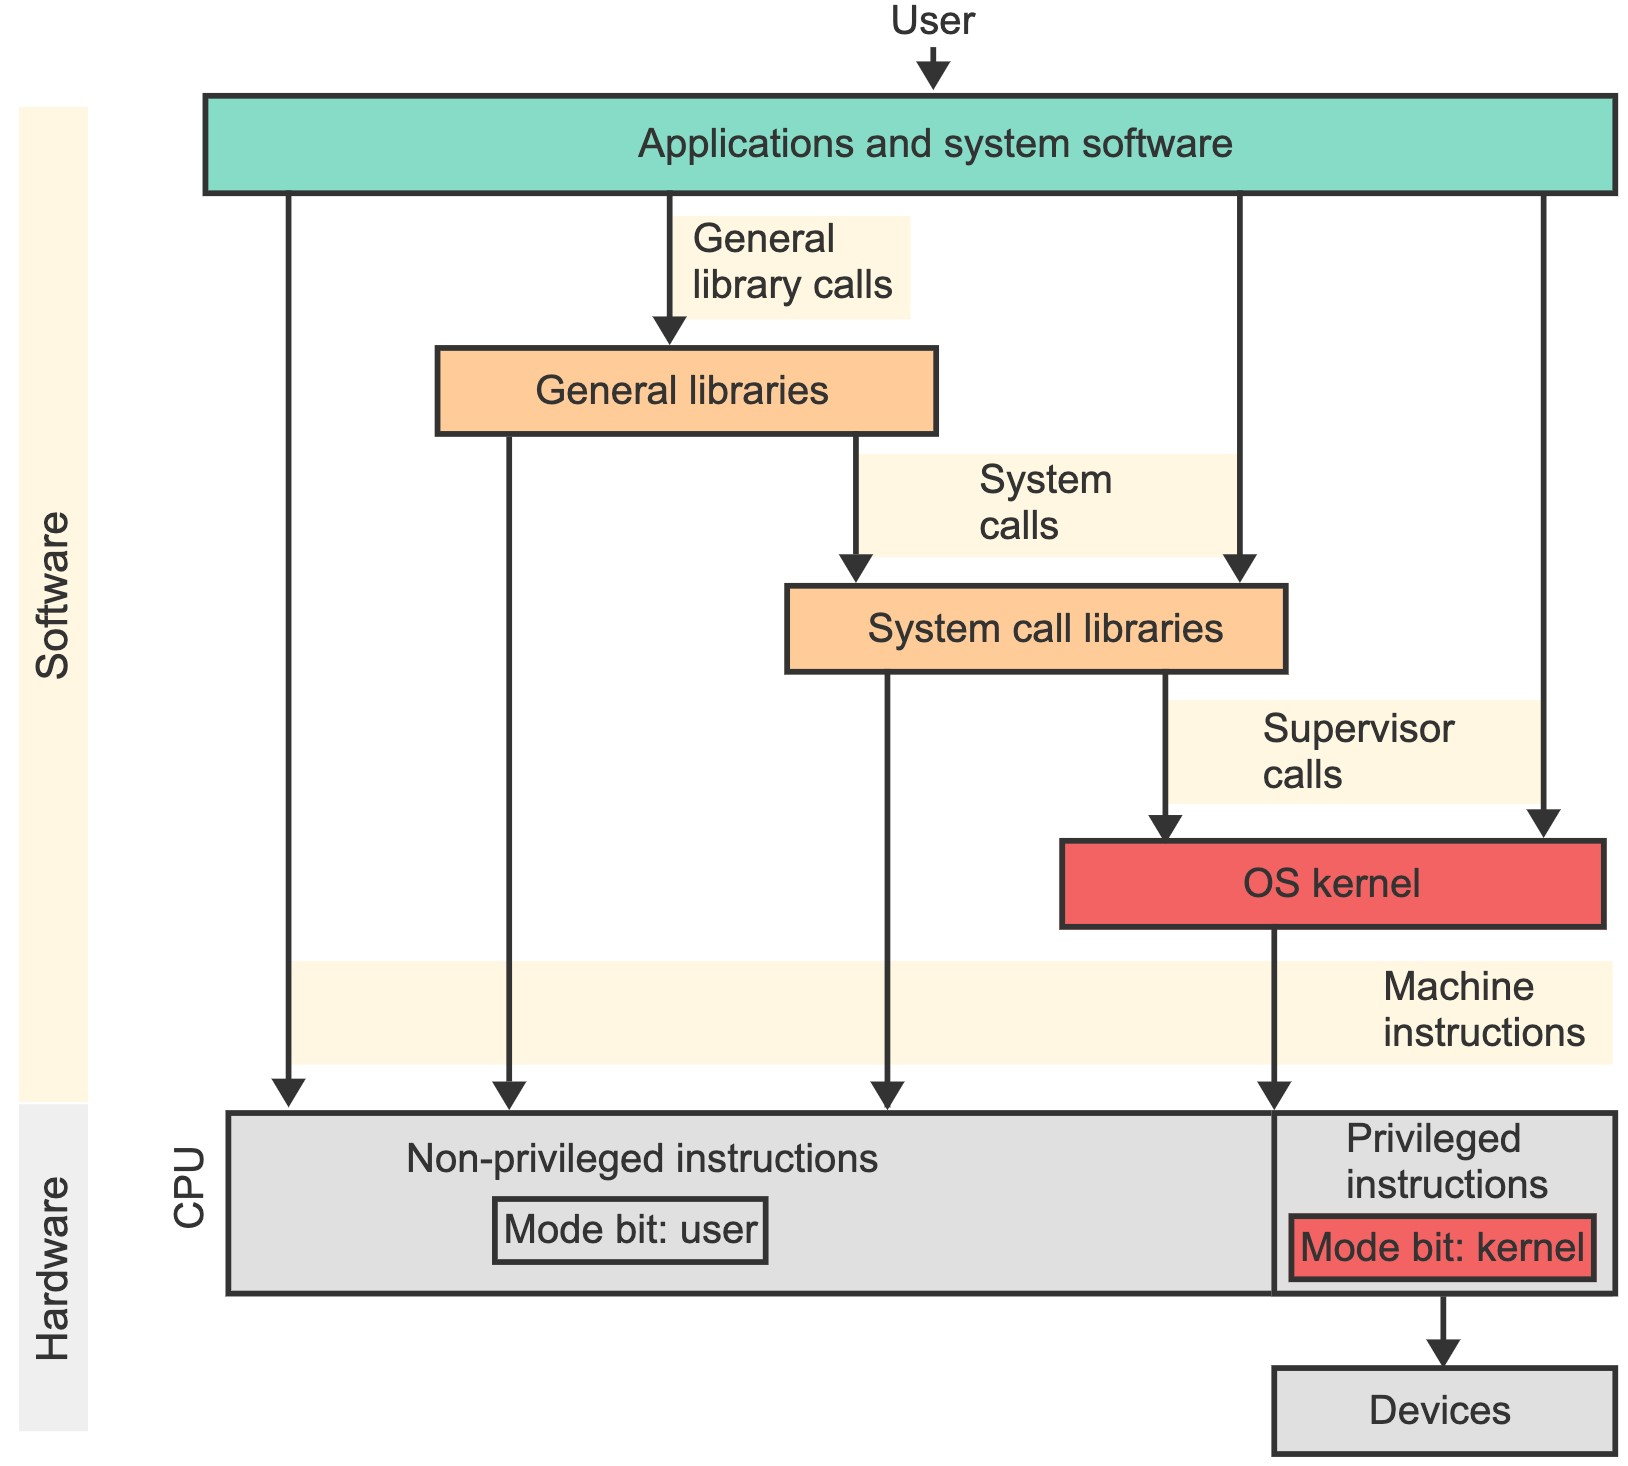 User
Applications and system software
General
library calls
General libraries
System
calls
System call libraries
Supervisor
calls
OS kernel
Machine
instructions
Software
Hardware
CPU
Non-privileged instructions
Mode bit: user
Privileged
instructions
Mode bit: kernel
Devices